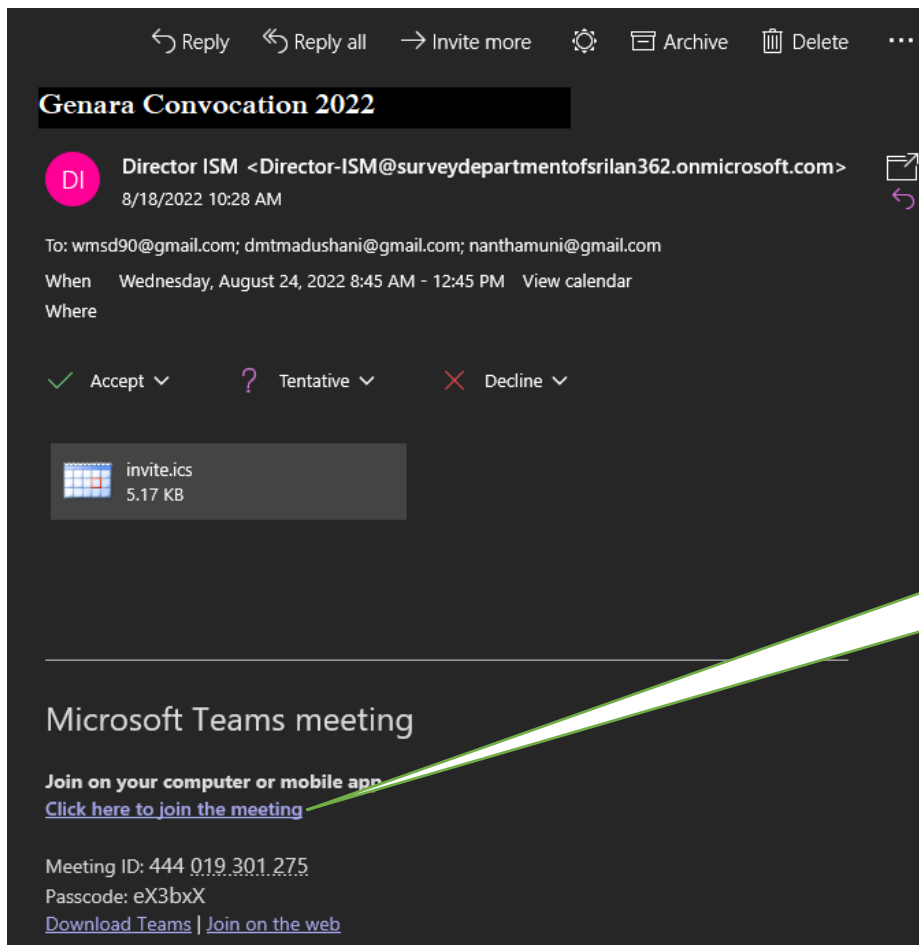 Reply Reply all Invite more Archive Delete ...
Genara Convocation 2022
DI
Director ISM <Director-ISM@surveydepartmentofsrilan362.onmicrosoft.com>
8/18/2022 10:28 AM
To: wmsd90@gmail.com; dmtmadushani@gmail.com; nanthamuni@gmail.com
When Wednesday, August 24, 2022 8:45 AM - 12:45 PM View calendar
Where
Accept ? Tentative Decline
invite.ics
5.17 KB
Microsoft Teams meeting
Join on your computer or mobile app
Click here to join the meeting
Meeting ID: 444 019 301 275
Passcode: eX3bxX
Download Teams | Join on the web